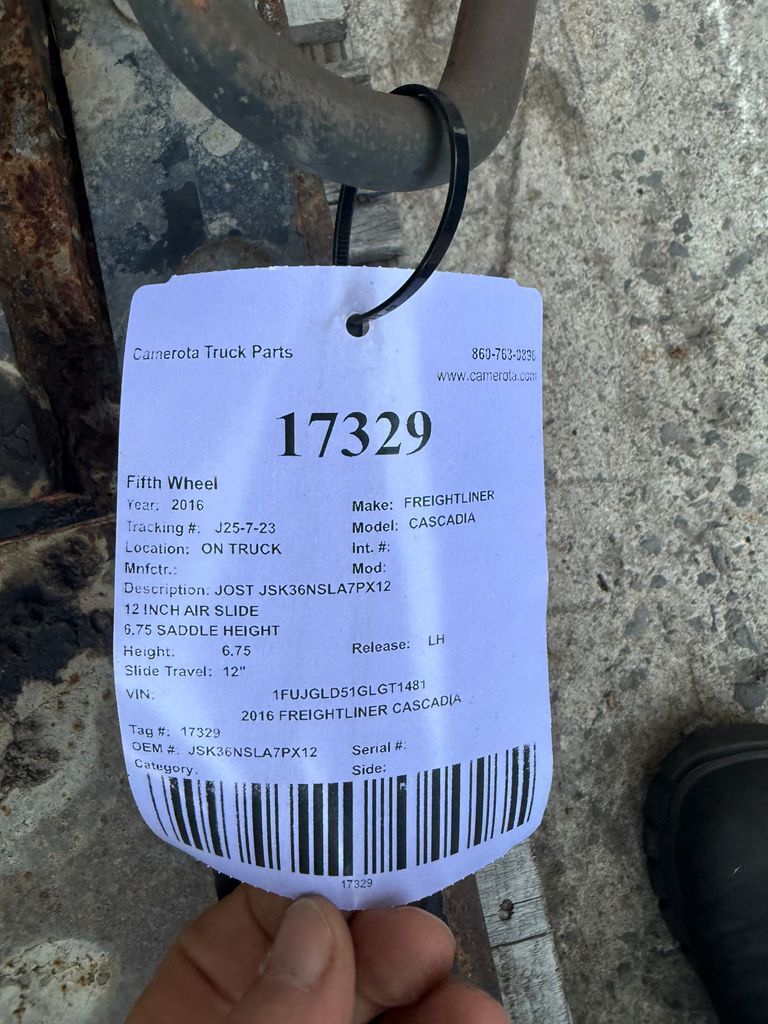 Camerota Truck Parts 860-763-0896
www.camerota.com
17329
Fifth Wheel
Year: 2016 Make: FREIGHTLINER
Tracking #: J25-7-23 Model: CASCADIA
Location: ON TRUCK Int. #:
Mnfctr.: Mod:
Description: JOST JSK36NSLA7PX12
12 INCH AIR SLIDE
6.75 SADDLE HEIGHT
Height: 6.75 Release: LH
Slide Travel: 12"
VIN: 1FUJGLD51GLGT1481
2016 FREIGHTLINER CASCADIA
Tag #: 17329
OEM #: JSK36NSLA7PX12 Serial #:
Category: Side:
17329